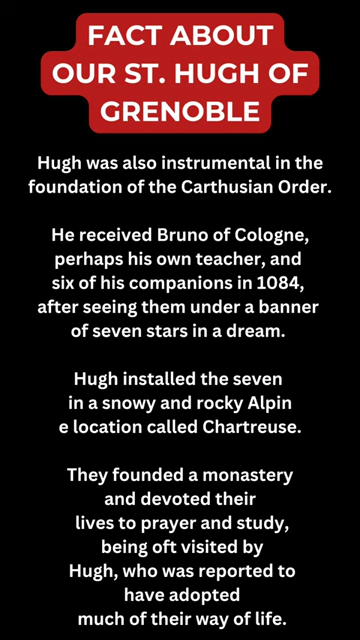 FACT ABOUT
OUR ST. HUGH OF
GRENOBLE
Hugh was also instrumental in the
foundation of the Carthusian Order.
He received Bruno of Cologne,
perhaps his own teacher, and
six of his companions in 1084,
after seeing them under a banner
of seven stars in a dream.
Hugh installed the seven
in a snowy and rocky Alpin
e location called Chartreuse.
They founded a monastery
and devoted their
lives to prayer and study,
being oft visited by
Hugh, who was reported to
have adopted
much of their way of life.